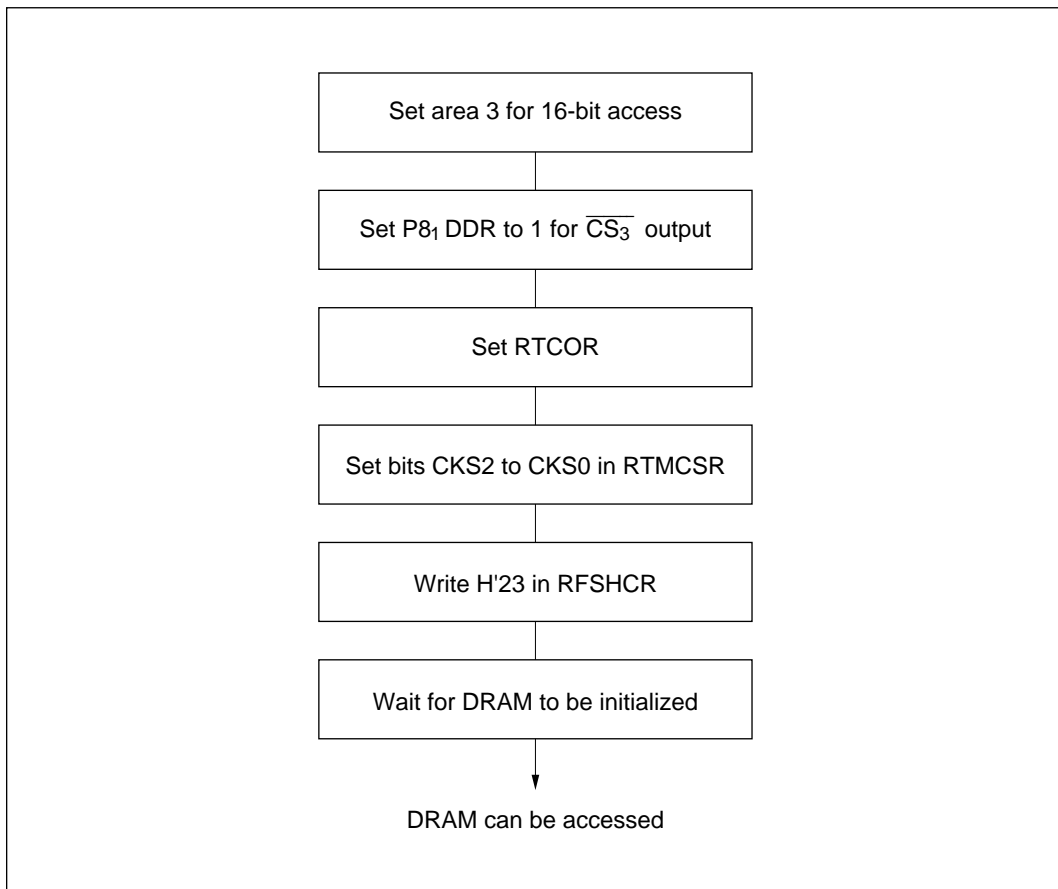 Set area 3 for 16-bit access
Set P8₁ DDR to 1 for C̅S̅₃̅ output
Set RTCOR
Set bits CKS2 to CKS0 in RTMCSR
Write H'23 in RFSHCR
Wait for DRAM to be initialized
DRAM can be accessed